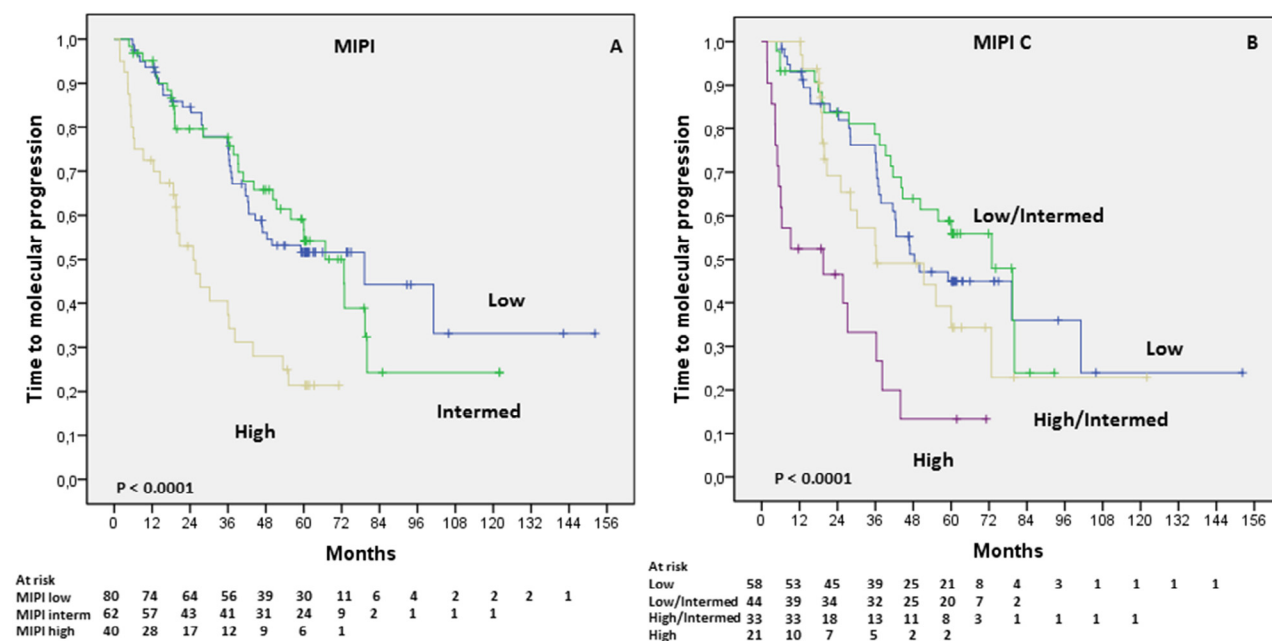 MIPI
A
Time to molecular progression
1,0
0,9
0,8
0,7
0,6
0,5
0,4
0,3
0,2
0,1
0,0
Low
Intermed
High
P < 0.0001
0 12 24 36 48 60 72 84 96 108 122 144 156
Months
At risk
MIPI low 80 74 64 56 39 30 11 6 4 2 2 2 1
MIPI interm 62 57 43 41 31 24 9 2 1 1 1
MIPI high 40 28 17 12 9 6 1
MIPI C
B
Time to molecular progression
1,0
0,9
0,8
0,7
0,6
0,5
0,4
0,3
0,2
0,1
0,0
Low/Intermed
Low
High/Intermed
High
P < 0.0001
0 12 24 36 48 60 72 84 96 108 122 144 156
Months
At risk
Low 58 53 45 39 25 21 8 4 3 1 1 1 1
Low/Intermed 44 39 34 32 25 20 7 2
High/Intermed 33 33 18 13 11 8 3 1 1 1 1
High 21 10 7 5 2 2